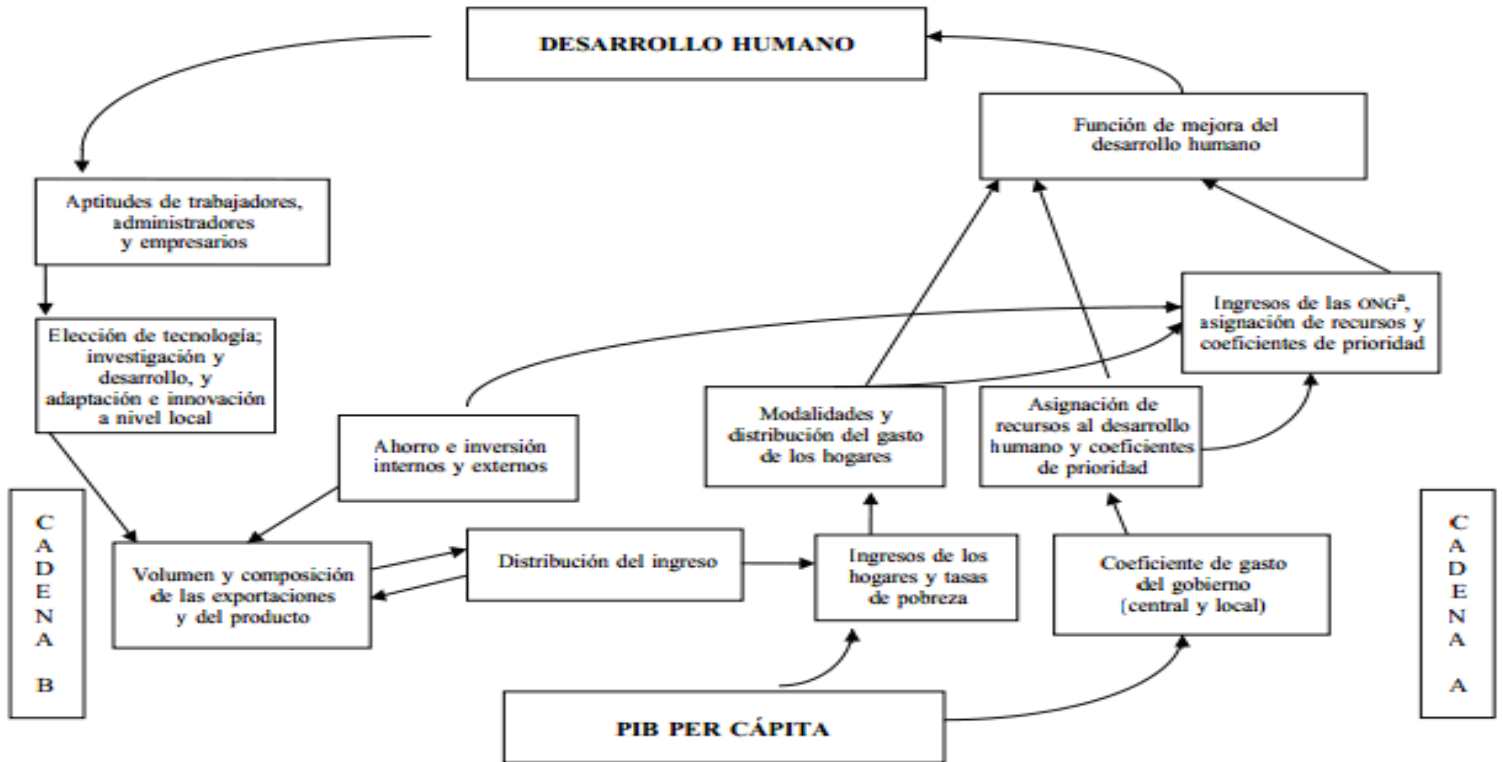 DESARROLLO HUMANO
Función de mejora del
desarrollo humano
Aptitudes de trabajadores,
administradores
y empresarios
Ingresos de las ONGª,
asignación de recursos y
coeficientes de prioridad
Elección de tecnología;
investigación y
desarrollo, y
adaptación e innovación
a nivel local
Ahorro e inversión
internos y externos
Modalidades y
distribución del gasto
de los hogares
Asignación de
recursos al desarrollo
humano y coeficientes
de prioridad
CADENA B
CADENA A
Volumen y composición
de las exportaciones
y del producto
Distribución del ingreso
Ingresos de los
hogares y tasas
de pobreza
Coeficiente de gasto
del gobierno
(central y local)
PIB PER CÁPITA